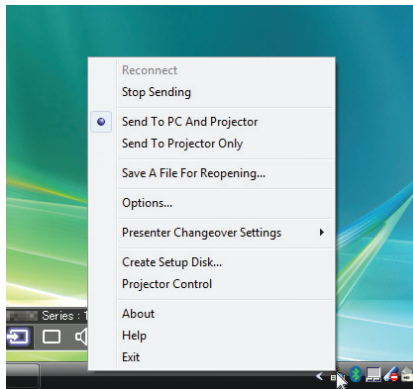 Reconnect
Stop Sending
Send To PC And Projector
Send To Projector Only
Save A File For Reopening...
Options...
Presenter Changeover Settings
Create Setup Disk...
Projector Control
About
Help
Exit
Series : 1